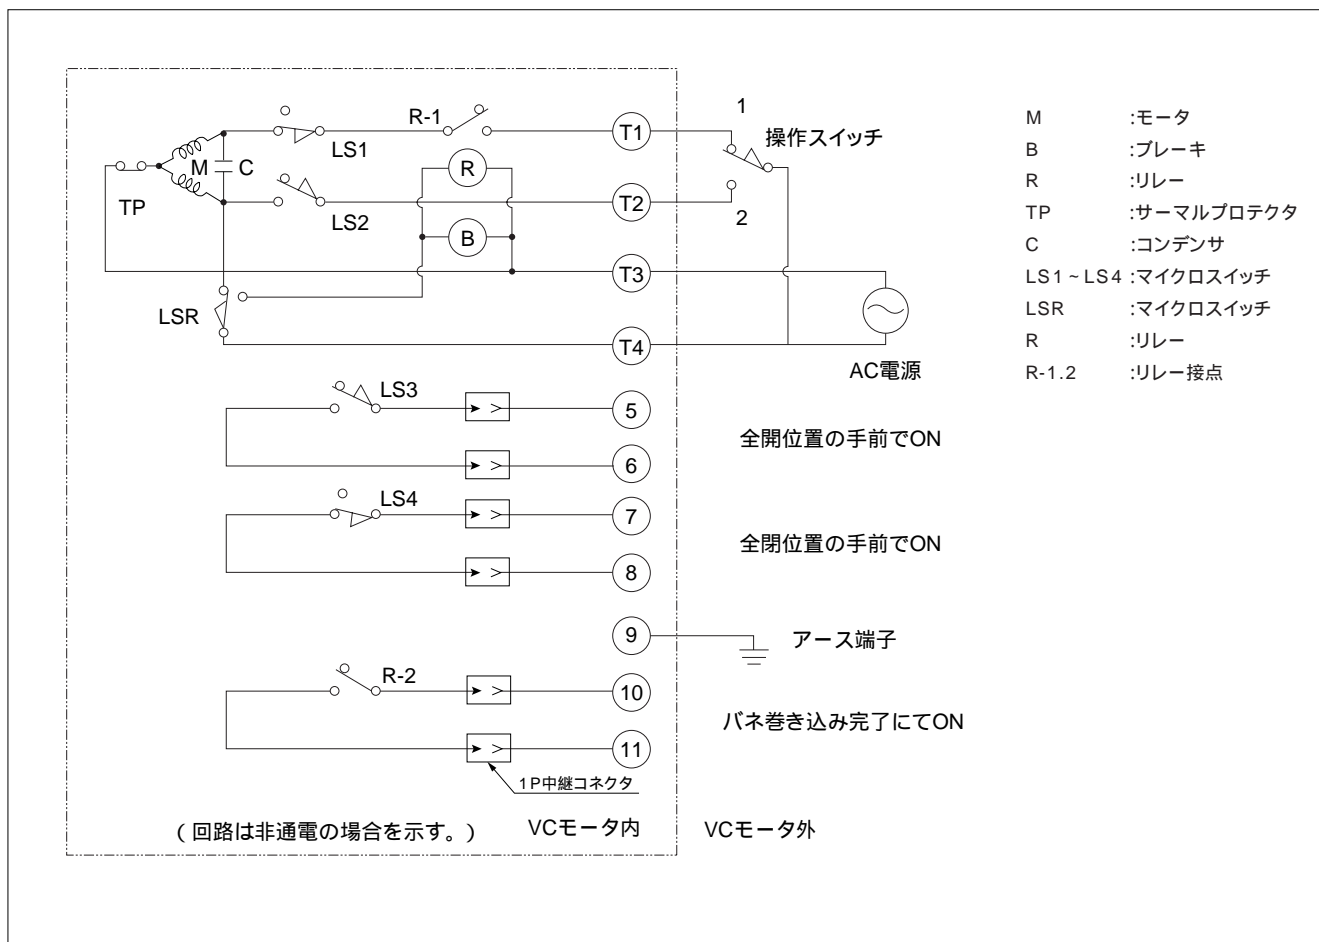 R-1
LS1
M
C
TP
R
LS2
B
LSR
T1
T2
T3
T4
1
操作スイッチ
2
AC電源
M :モータ
B :ブレーキ
R :リレー
TP :サーマルプロテクタ
C :コンデンサ
LS1~LS4 :マイクロスイッチ
LSR :マイクロスイッチ
R :リレー
R-1.2 :リレー接点
LS3
5
全開位置の手前でON
6
LS4
7
全閉位置の手前でON
8
9
アース端子
R-2
10
バネ巻き込み完了にてON
11
1P中継コネクタ
(回路は非通電の場合を示す。)
VCモータ内
VCモータ外